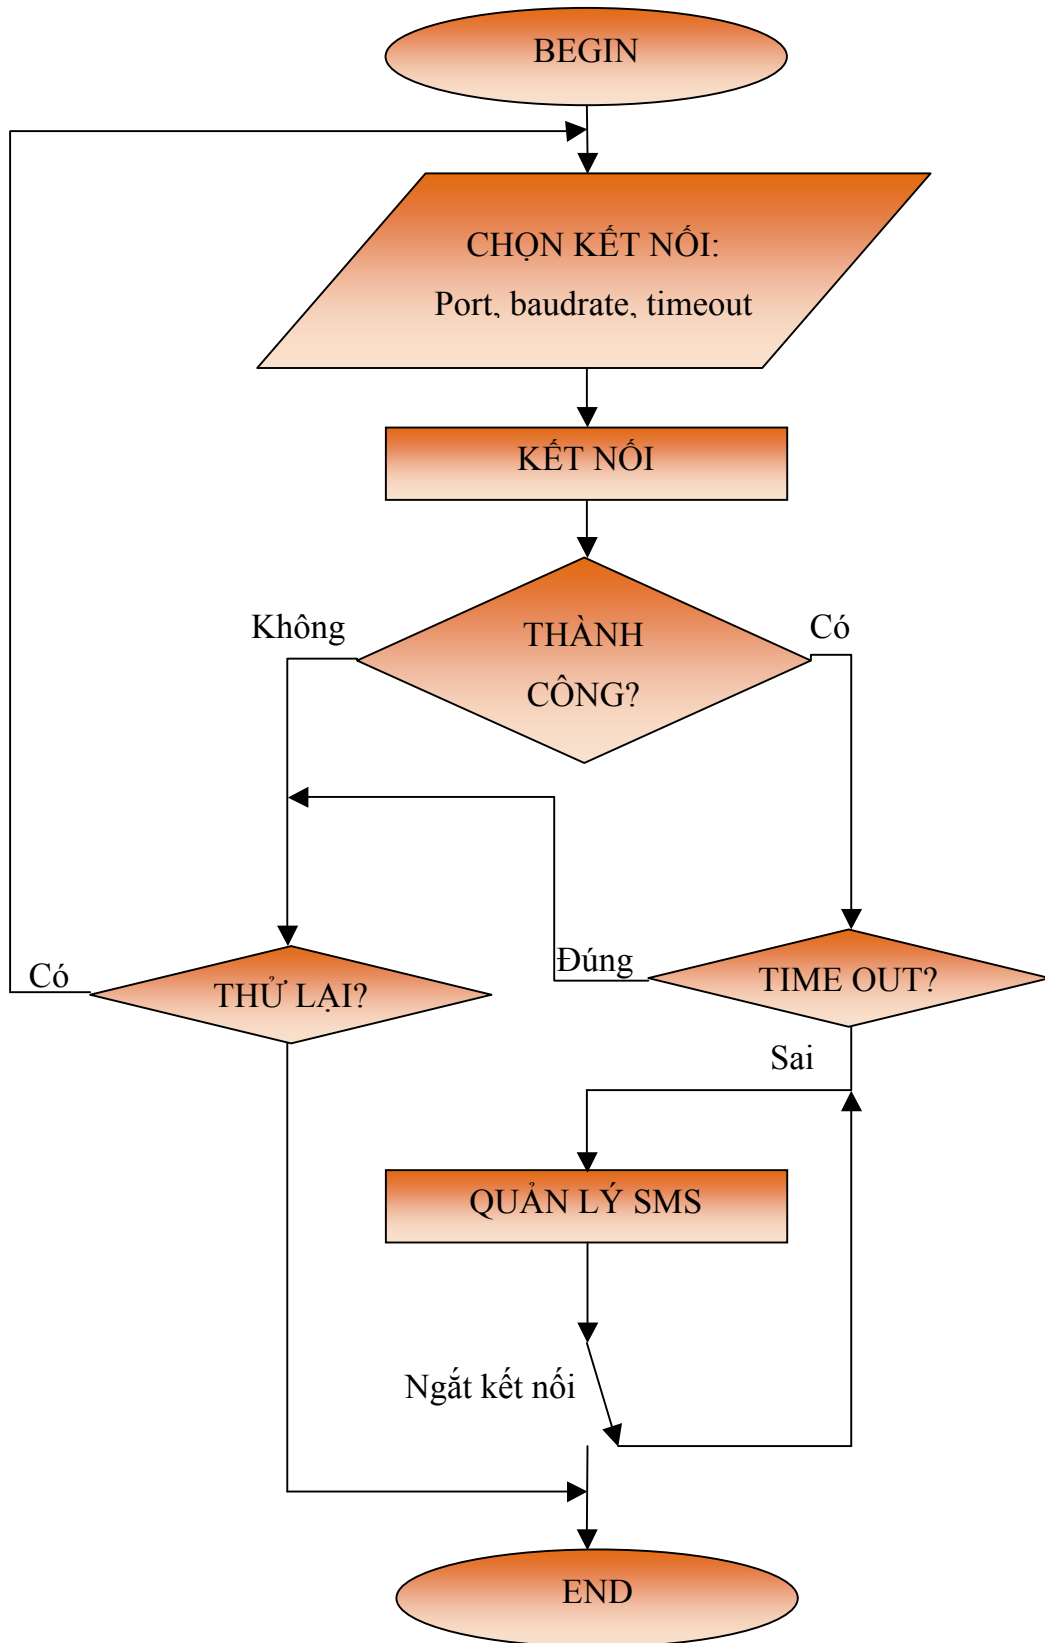 BEGIN
CHỌN KẾT NỐI:
Port, baudrate, timeout
KẾT NỐI
Không
THÀNH
CÔNG?
Có
Có
THỬ LẠI?
Đúng
TIME OUT?
Sai
QUẢN LÝ SMS
Ngắt kết nối
END